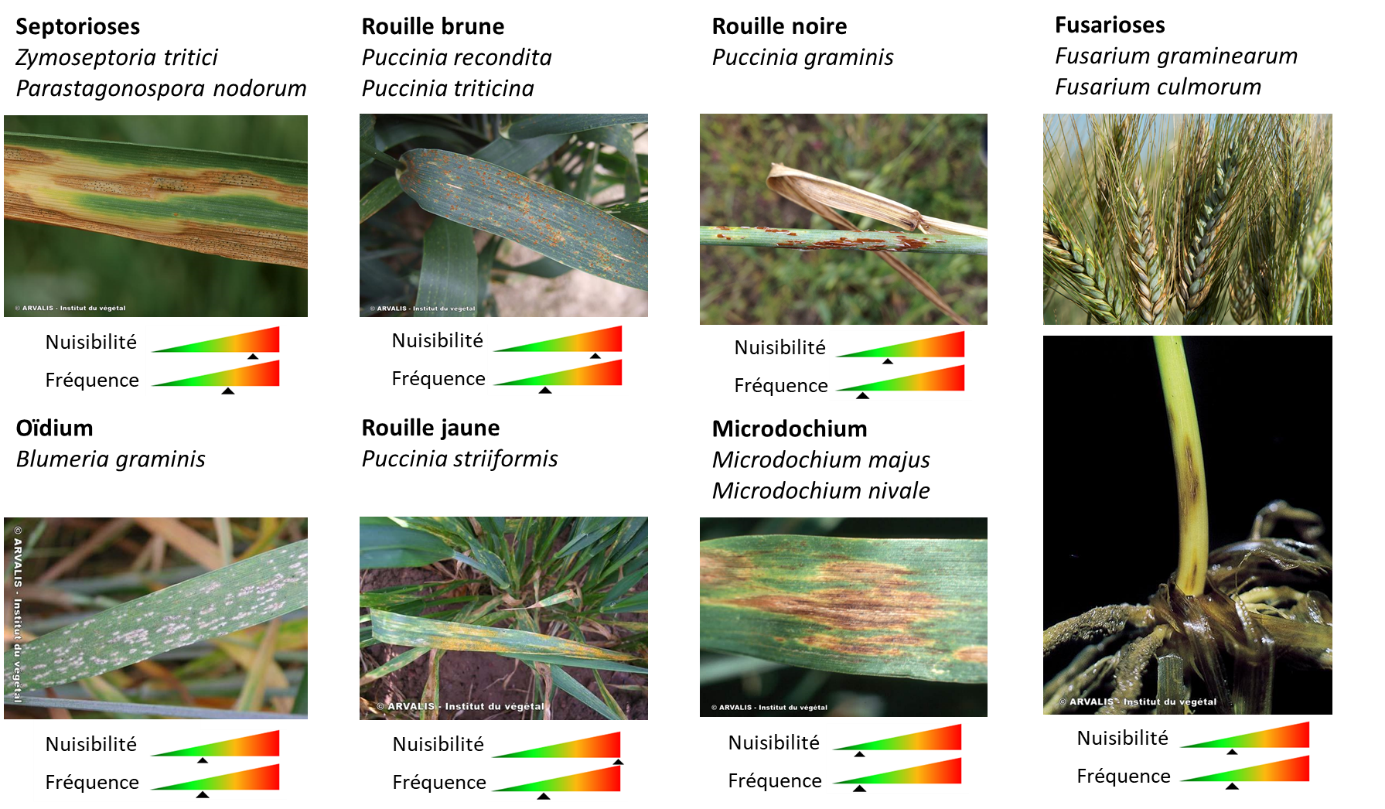 Septorioses
Zymoseptoria tritici
Parastagonospora nodorum
© ARVALIS - Institut du végétal
Nuisibilité
Fréquence
Rouille brune
Puccinia recondita
Puccinia triticina
© ARVALIS - Institut du végétal
Nuisibilité
Fréquence
Rouille noire
Puccinia graminis
Nuisibilité
Fréquence
Fusarioses
Fusarium graminearum
Fusarium culmorum
© ARVALIS - Institut du végétal
Nuisibilité
Fréquence
Oïdium
Blumeria graminis
© ARVALIS - Institut du végétal
Nuisibilité
Fréquence
Rouille jaune
Puccinia striiformis
© ARVALIS - Institut du végétal
Nuisibilité
Fréquence
Microdochium
Microdochium majus
Microdochium nivale
© ARVALIS - Institut du végétal
Nuisibilité
Fréquence